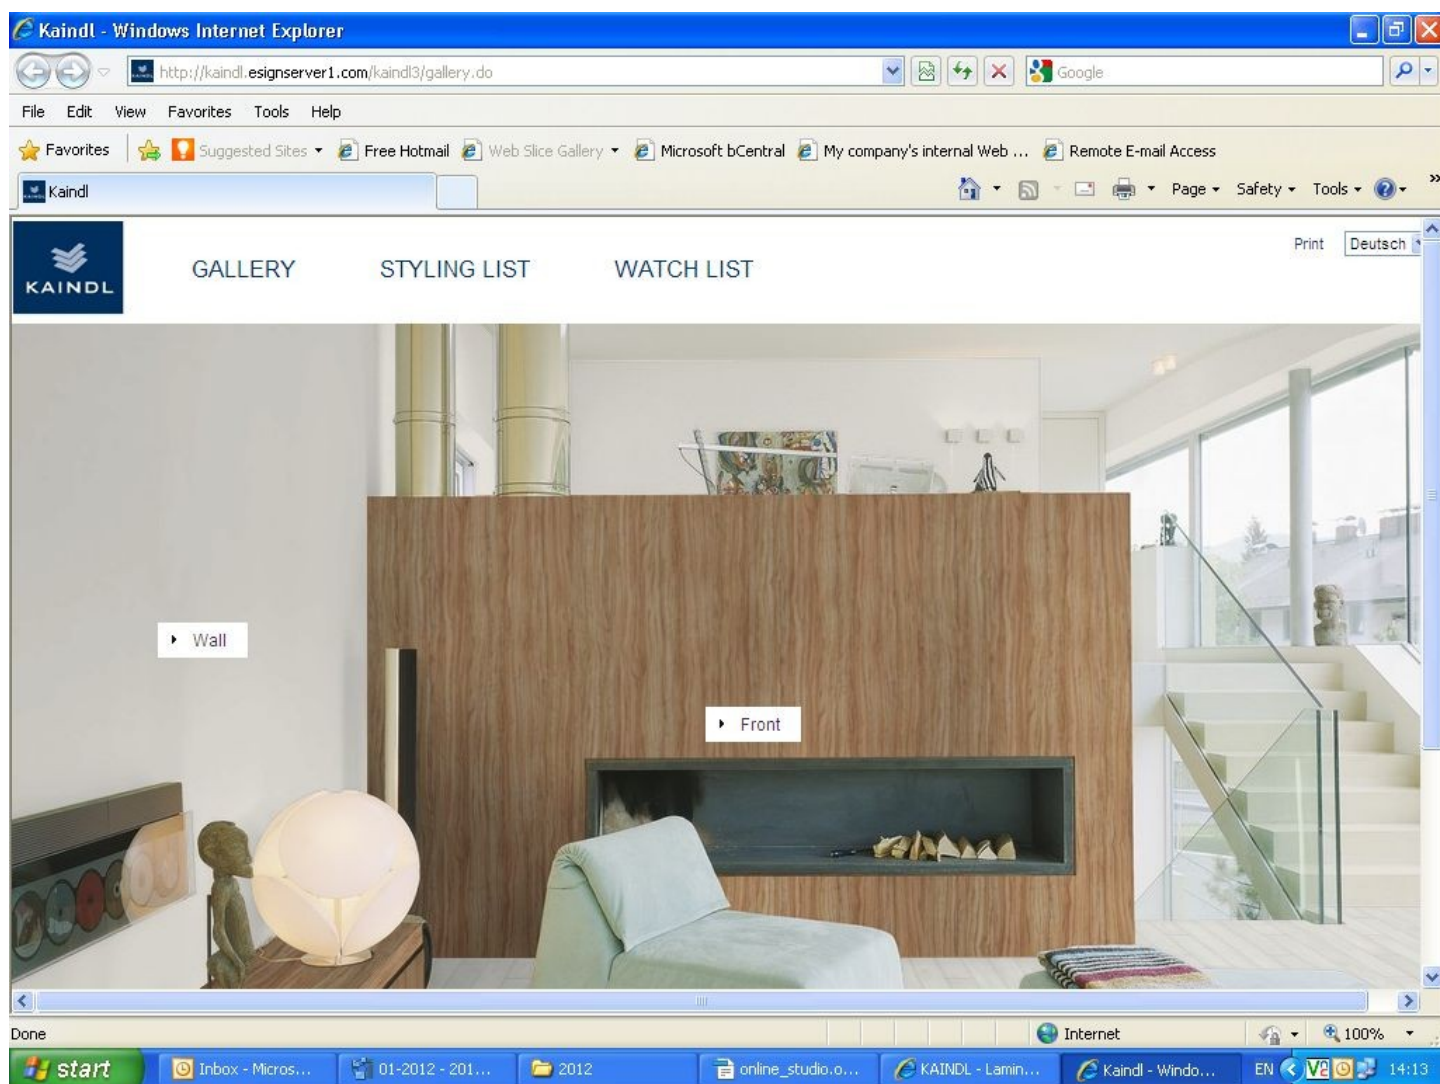 Kaindl - Windows Internet Explorer
http://kaindl.esignserver1.com/kaindl3/gallery.do
Google
File Edit View Favorites Tools Help
Favorites Suggested Sites Free Hotmail Web Slice Gallery Microsoft bCentral My company's internal Web ... Remote E-mail Access
Kaindl Page Safety Tools
KAINDL GALLERY STYLING LIST WATCH LIST Print Deutsch
Wall
Front
Done Internet 100%
start Inbox - Micros... 01-2012 - 201... 2012 online_studio.o... KAINDL - Lamin... Kaindl - Windo... EN V2 14:13